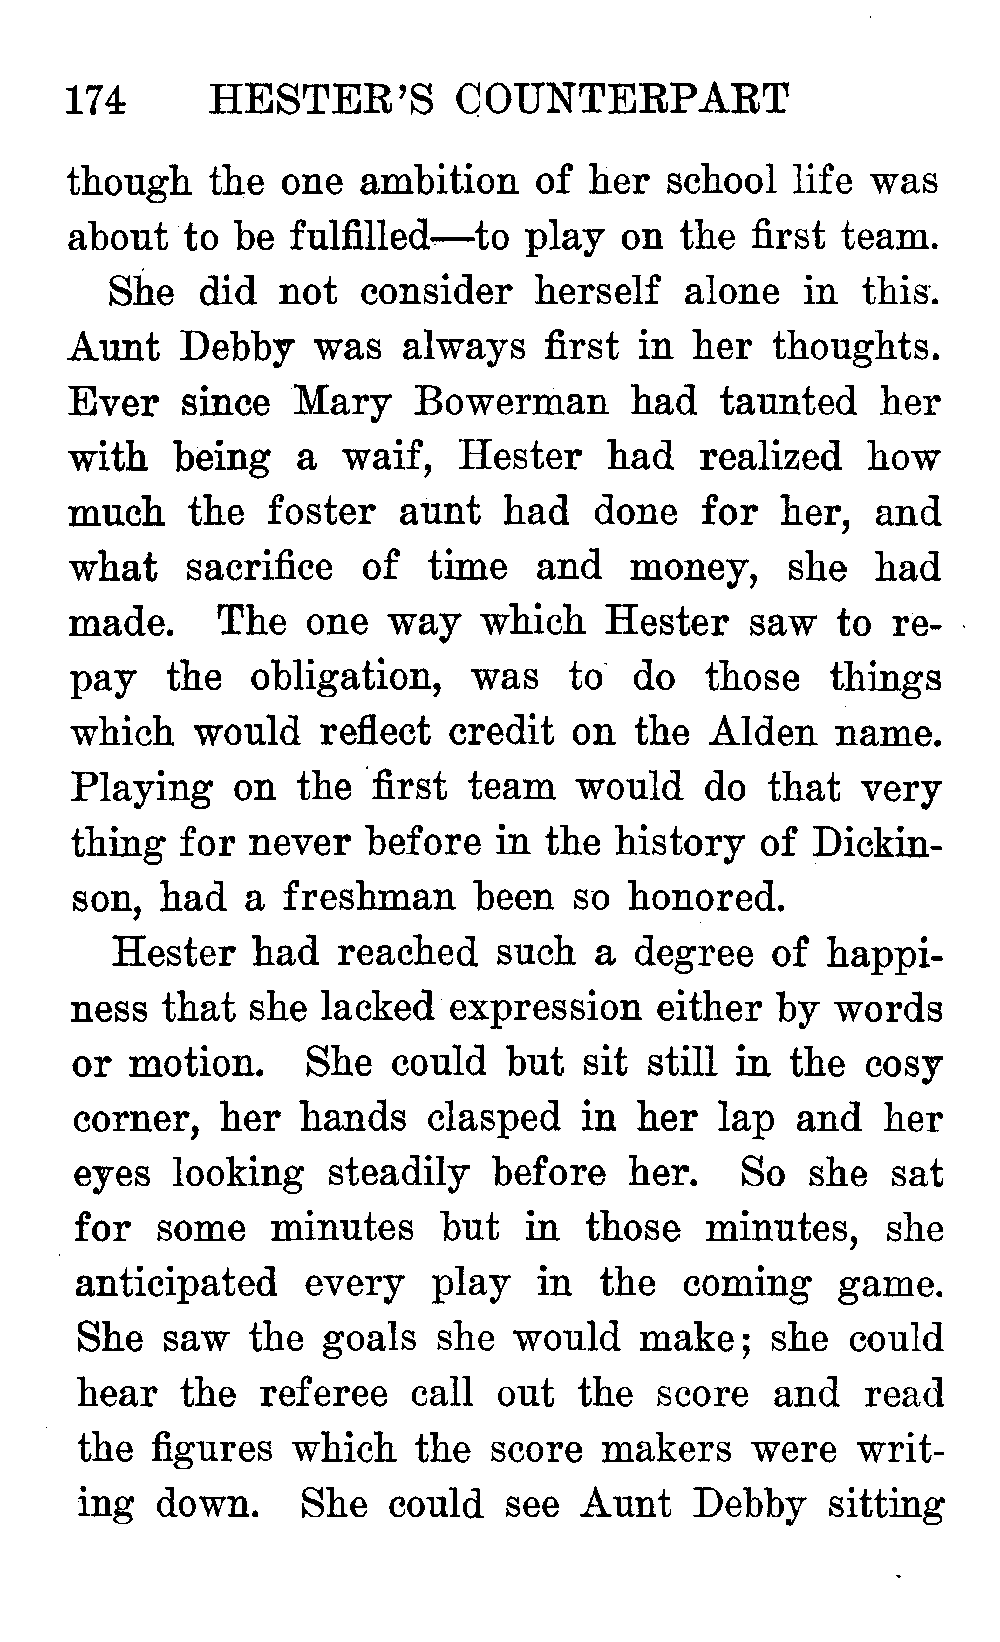 174 HESTER'S COUNTERPART
though the one ambition of her school life was
about to be fulfilled—to play on the first team.
She did not consider herself alone in this.
Aunt Debby was always first in her thoughts.
Ever since Mary Bowerman had taunted her
with being a waif, Hester had realized how
much the foster aunt had done for her, and
what sacrifice of time and money, she had
made. The one way which Hester saw to re-
pay the obligation, was to do those things
which would reflect credit on the Alden name.
Playing on the first team would do that very
thing for never before in the history of Dickin-
son, had a freshman been so honored.
Hester had reached such a degree of happi-
ness that she lacked expression either by words
or motion. She could but sit still in the cosy
corner, her hands clasped in her lap and her
eyes looking steadily before her. So she sat
for some minutes but in those minutes, she
anticipated every play in the coming game.
She saw the goals she would make; she could
hear the referee call out the score and read
the figures which the score makers were writ-
ing down. She could see Aunt Debby sitting